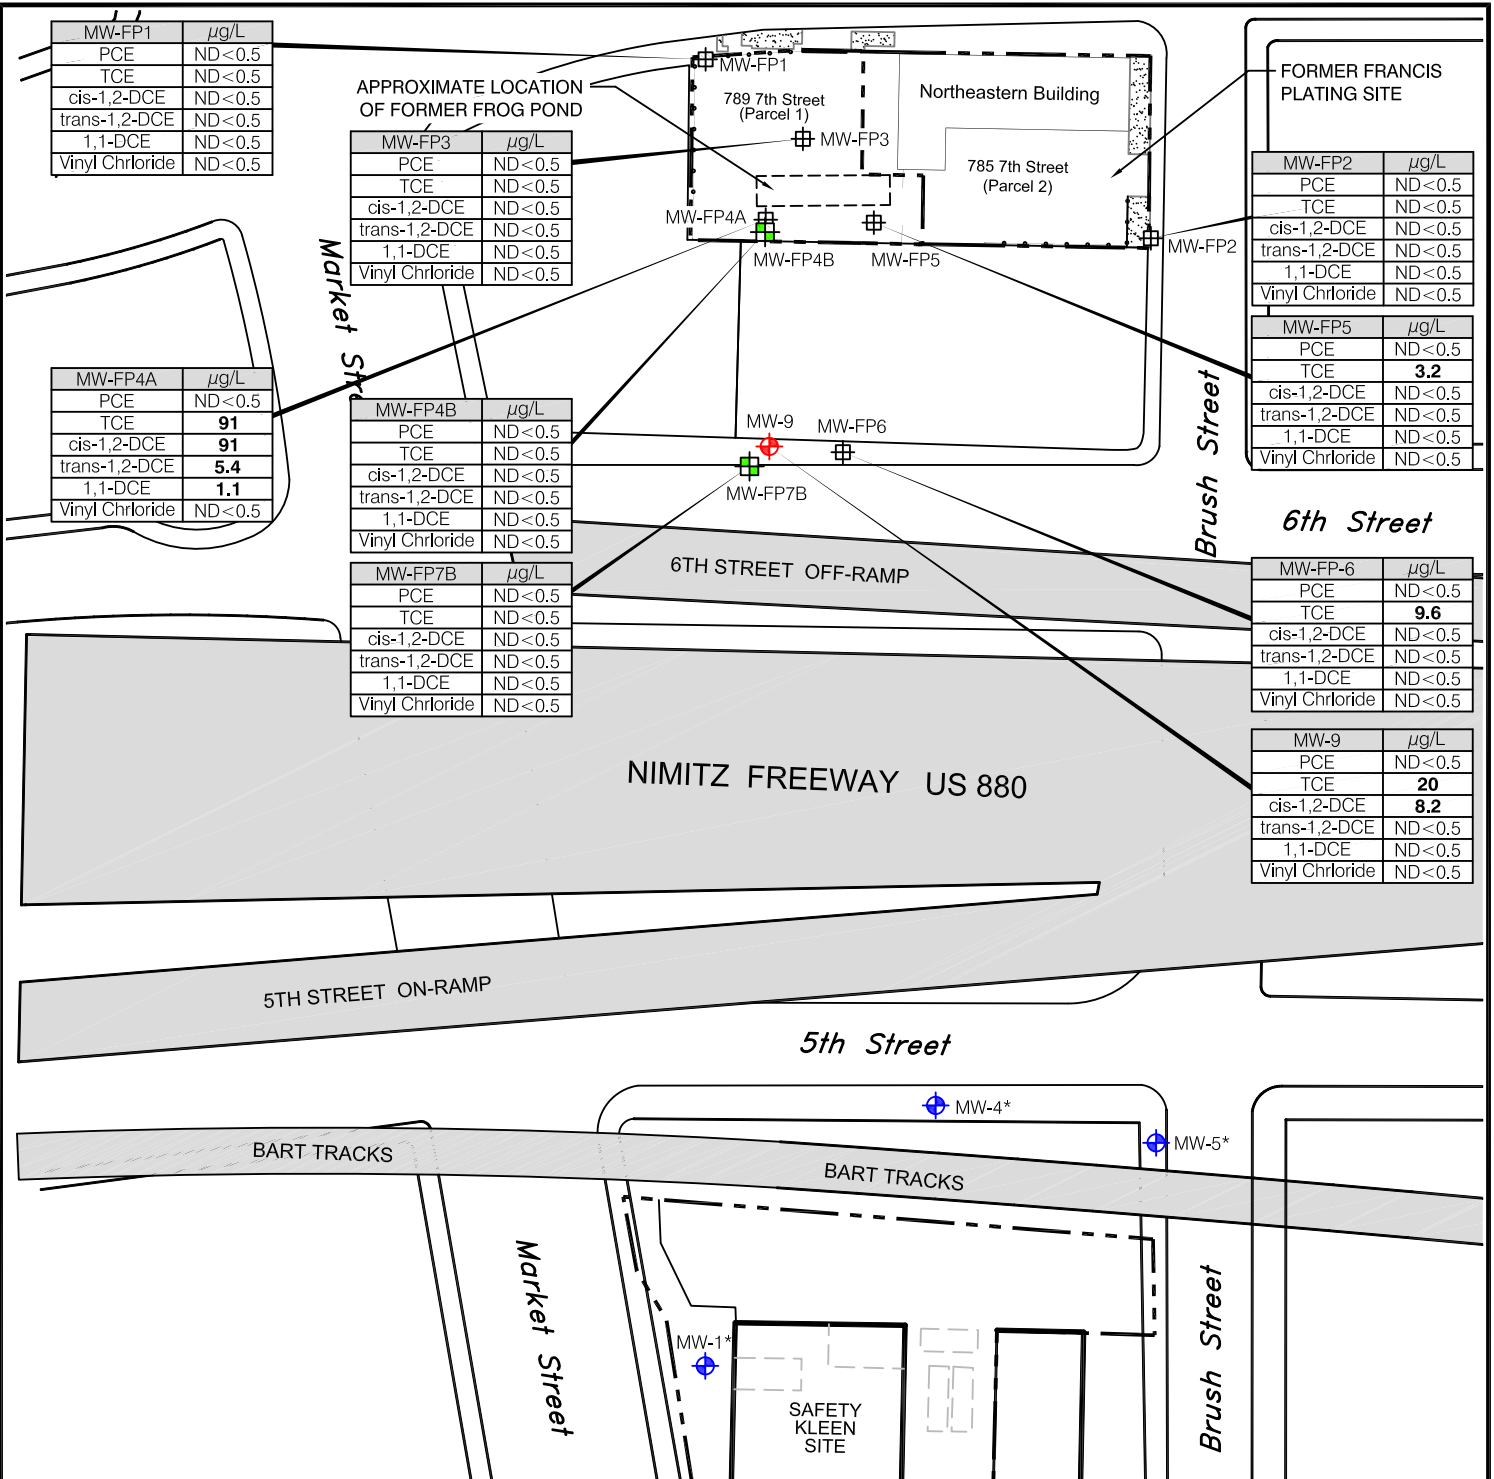 MW-FP1 µg/L
PCE ND<0.5
TCE ND<0.5
cis-1,2-DCE ND<0.5
trans-1,2-DCE ND<0.5
1,1-DCE ND<0.5
Vinyl Chrloride ND<0.5
APPROXIMATE LOCATION
OF FORMER FROG POND
MW-FP1
789 7th Street
(Parcel 1)
Northeastern Building
FORMER FRANCIS
PLATING SITE
MW-FP3
785 7th Street
(Parcel 2)
MW-FP4A
MW-FP4B
MW-FP5
MW-FP2
MW-FP3 µg/L
PCE ND<0.5
TCE ND<0.5
cis-1,2-DCE ND<0.5
trans-1,2-DCE ND<0.5
1,1-DCE ND<0.5
Vinyl Chrloride ND<0.5
MW-FP2 µg/L
PCE ND<0.5
TCE ND<0.5
cis-1,2-DCE ND<0.5
trans-1,2-DCE ND<0.5
1,1-DCE ND<0.5
Vinyl Chrloride ND<0.5
Market Stre
MW-FP5 µg/L
PCE ND<0.5
TCE 3.2
cis-1,2-DCE ND<0.5
trans-1,2-DCE ND<0.5
1,1-DCE ND<0.5
Vinyl Chrloride ND<0.5
MW-FP4A µg/L
PCE ND<0.5
TCE 91
cis-1,2-DCE 91
trans-1,2-DCE 5.4
1,1-DCE 1.1
Vinyl Chrloride ND<0.5
MW-FP4B µg/L
PCE ND<0.5
TCE ND<0.5
cis-1,2-DCE ND<0.5
trans-1,2-DCE ND<0.5
1,1-DCE ND<0.5
Vinyl Chrloride ND<0.5
MW-9
MW-FP6
MW-FP7B
Brush Street
6th Street
6TH STREET OFF-RAMP
MW-FP7B µg/L
PCE ND<0.5
TCE ND<0.5
cis-1,2-DCE ND<0.5
trans-1,2-DCE ND<0.5
1,1-DCE ND<0.5
Vinyl Chrloride ND<0.5
MW-FP-6 µg/L
PCE ND<0.5
TCE 9.6
cis-1,2-DCE ND<0.5
trans-1,2-DCE ND<0.5
1,1-DCE ND<0.5
Vinyl Chrloride ND<0.5
MW-9 µg/L
PCE ND<0.5
TCE 20
cis-1,2-DCE 8.2
trans-1,2-DCE ND<0.5
1,1-DCE ND<0.5
Vinyl Chrloride ND<0.5
NIMITZ FREEWAY US 880
5TH STREET ON-RAMP
5th Street
MW-4*
MW-5*
BART TRACKS
BART TRACKS
Market Street
Brush Street
MW-1*
SAFETY
KLEEN
SITE